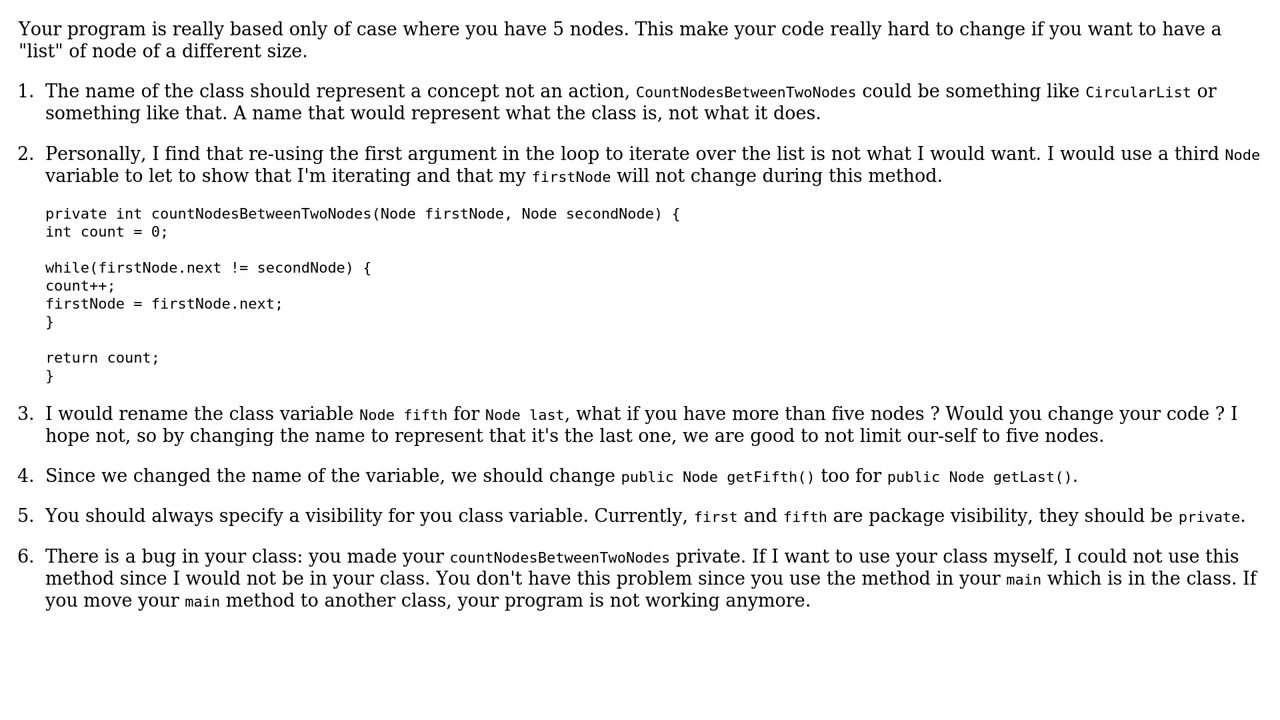 Your program is really based only of case where you have 5 nodes. This make your code really hard to change if you want to have a
"list" of node of a different size.
1. The name of the class should represent a concept not an action, CountNodesBetweenTwoNodes could be something like CircularList or
something like that. A name that would represent what the class is, not what it does.
2. Personally, I find that re-using the first argument in the loop to iterate over the list is not what I would want. I would use a third Node
variable to let to show that I'm iterating and that my firstNode will not change during this method.
private int countNodesBetweenTwoNodes(Node firstNode, Node secondNode) {
int count = 0;
while(firstNode.next != secondNode) {
count++;
firstNode = firstNode.next;
}
return count;
}
3. I would rename the class variable Node fifth for Node last, what if you have more than five nodes ? Would you change your code ? I
hope not, so by changing the name to represent that it's the last one, we are good to not limit our-self to five nodes.
4. Since we changed the name of the variable, we should change public Node getFifth() too for public Node getLast().
5. You should always specify a visibility for you class variable. Currently, first and fifth are package visibility, they should be private.
6. There is a bug in your class: you made your countNodesBetweenTwoNodes private. If I want to use your class myself, I could not use this
method since I would not be in your class. You don't have this problem since you use the method in your main which is in the class. If
you move your main method to another class, your program is not working anymore.